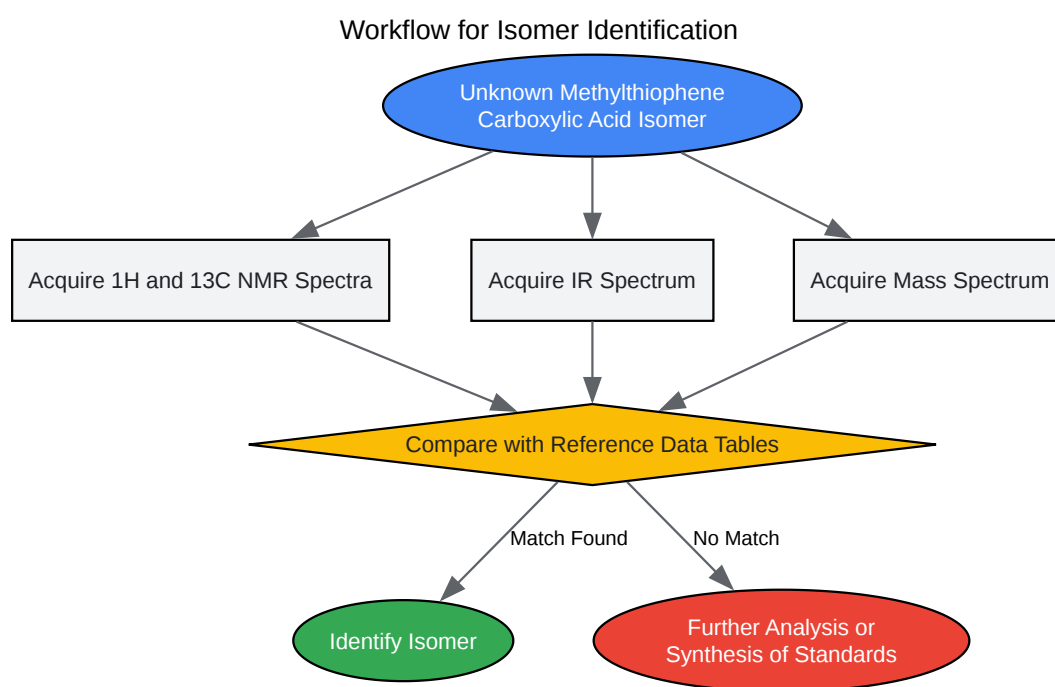 Workflow for Isomer Identification
Unknown Methylthiophene
Carboxylic Acid Isomer
Acquire 1H and 13C NMR Spectra
Acquire IR Spectrum
Acquire Mass Spectrum
Compare with Reference Data Tables
Match Found
No Match
Identify Isomer
Further Analysis or
Synthesis of Standards